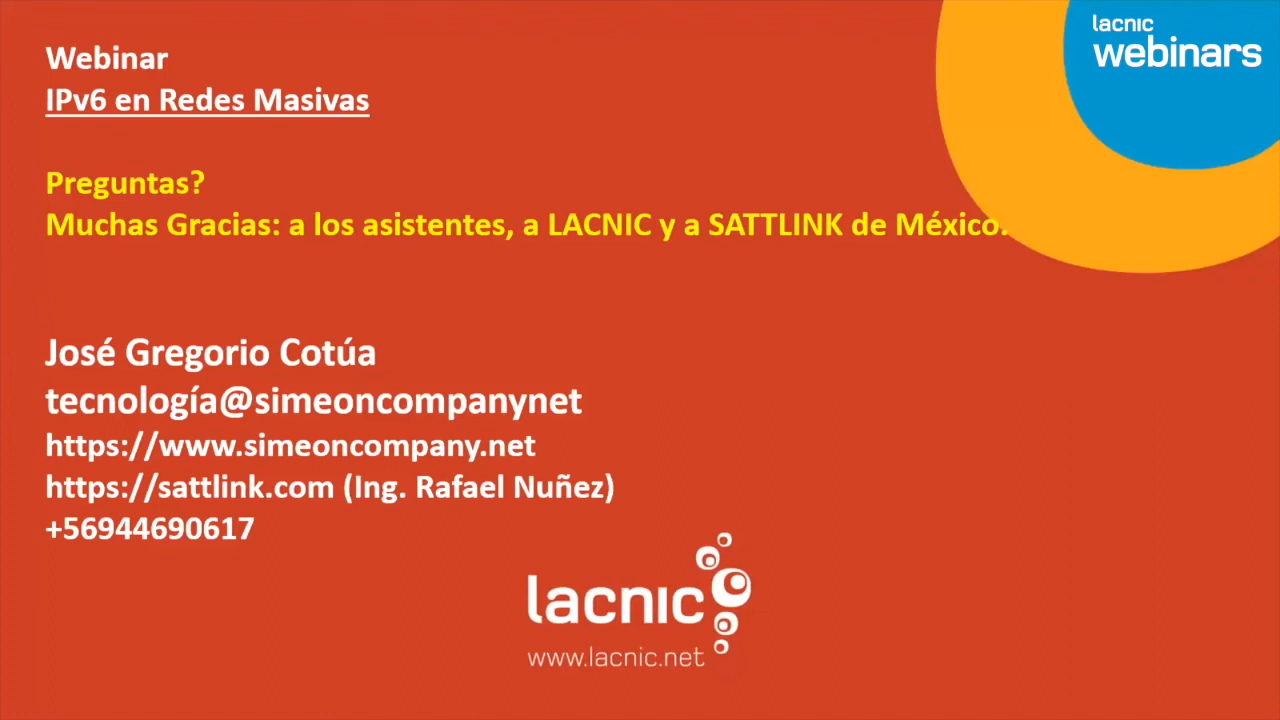 lacnic
webinars
Webinar
IPv6 en Redes Masivas
Preguntas?
Muchas Gracias: a los asistentes, a LACNIC y a SATTLINK de México.
José Gregorio Cotúa
tecnología@simeoncompanynet
https://www.simeoncompany.net
https://sattlink.com (Ing. Rafael Nuñez)
+56944690617
lacnic
www.lacnic.net